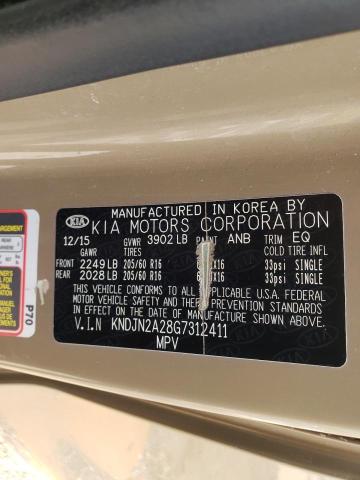 MANUFACTURED IN KOREA BY
KIA KIA MOTORS CORPORATION
12/15 GVWR 3902 LB PAINT ANB TRIM EQ
GAWR TIRES COLD TIRE INFL
FRONT 2249 LB 205/60 R16 33psi SINGLE
REAR 2028 LB 205/60 R16 33psi SINGLE
THIS VEHICLE CONFORMS TO ALL APPLICABLE U.S.A. FEDERAL
MOTOR VEHICLE SAFETY AND THEFT PREVENTION STANDARDS
IN EFFECT ON THE DATE OF MANUFACTURE SHOWN ABOVE.
V.I.N KNDJN2A28G7312411
MPV
P70